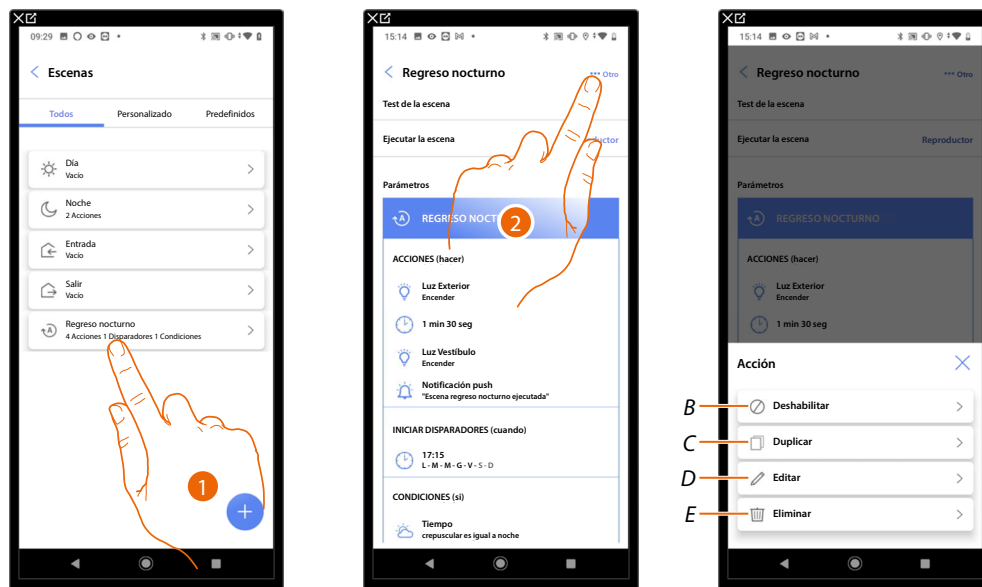 09:29
Escenas
Todos Personalizado Predefinidos
Día
Vacío
Noche
2 Acciones
Entrada
Vacío
Salir
Vacío
Regreso nocturno
4 Acciones 1 Disparadores 1 Condiciones
1
+
15:14
Regreso nocturno
••• Otro
Test de la escena
Ejecutar la escena
Parámetros
A REGRESO NOCT
2
ACCIONES (hacer)
Luz Exterior
Encender
1 min 30 seg
Luz Vestíbulo
Encender
Notificación push
"Escena regreso nocturno ejecutada"
INICIAR DISPARADORES (cuando)
17:15
L - M - M - G - V - S - D
CONDICIONES (si)
Tiempo
crepuscular es igual a noche
15:14
Regreso nocturno
••• Otro
Test de la escena
Ejecutar la escena Reproductor
Parámetros
A REGRESO NOCTURNO
ACCIONES (hacer)
Luz Exterior
Encender
1 min 30 seg
Acción
B Deshabilitar
C Duplicar
D Editar
E Eliminar